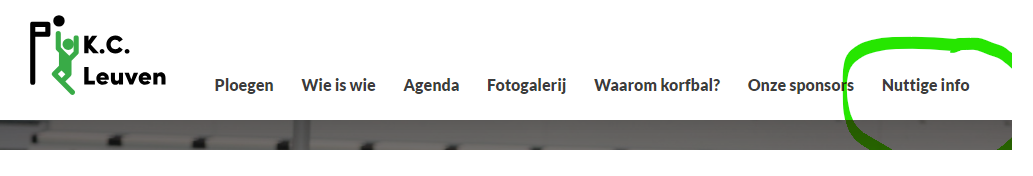 K.C.
Leuven
Ploegen Wie is wie Agenda Fotogalerij Waarom korfbal? Onze sponsors Nuttige info